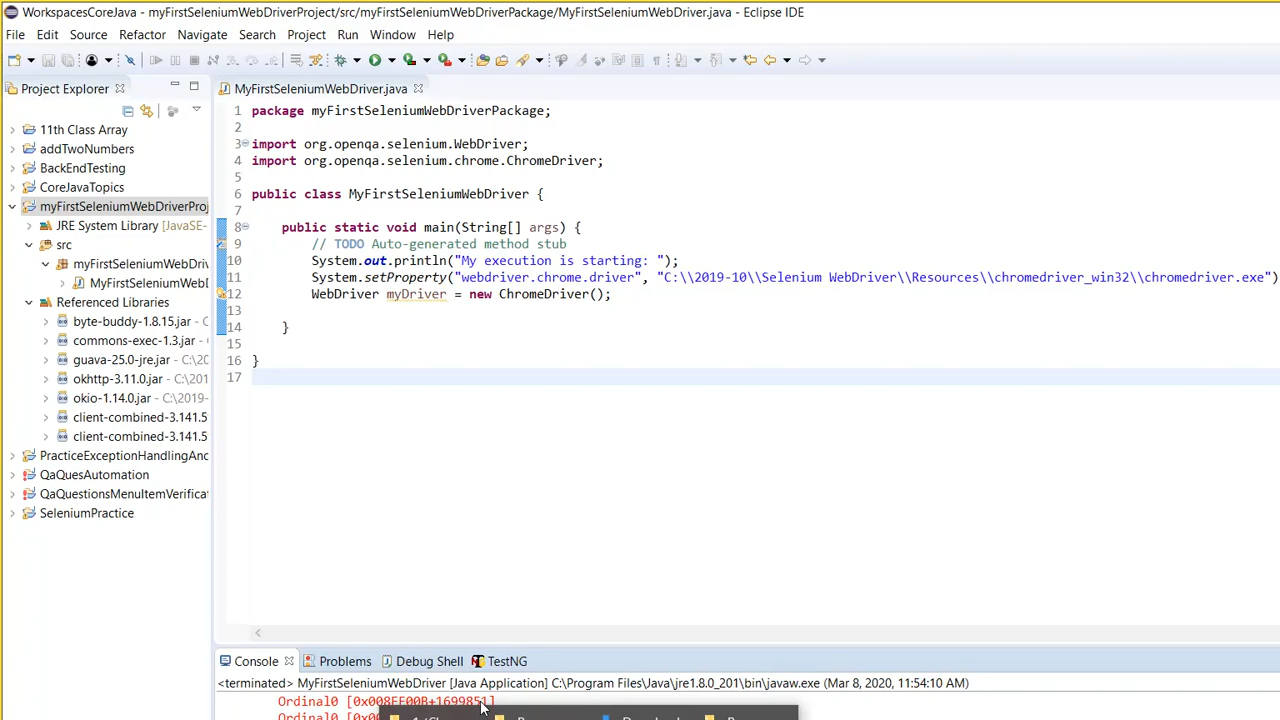 WorkspacesCoreJava - myFirstSeleniumWebDriverProject/src/myFirstSeleniumWebDriverPackage/MyFirstSeleniumWebDriver.java - Eclipse IDE
File Edit Source Refactor Navigate Search Project Run Window Help
Project Explorer
MyFirstSeleniumWebDriver.java
11th Class Array
addTwoNumbers
BackEndTesting
CoreJavaTopics
myFirstSeleniumWebDriverProj
JRE System Library [JavaSE-
src
myFirstSeleniumWebDriv
MyFirstSeleniumWebD
Referenced Libraries
byte-buddy-1.8.15.jar - C
commons-exec-1.3.jar -
guava-25.0-jre.jar - C:\20
okhttp-3.11.0.jar - C:\201
okio-1.14.0.jar - C:\2019-
client-combined-3.141.5
client-combined-3.141.5
PracticeExceptionHandlingAnd
QaQuesAutomation
QaQuestionsMenuItemVerificat
SeleniumPractice
1 package myFirstSeleniumWebDriverPackage;
2
3 import org.openqa.selenium.WebDriver;
4 import org.openqa.selenium.chrome.ChromeDriver;
5
6 public class MyFirstSeleniumWebDriver {
7
8 public static void main(String[] args) {
9 // TODO Auto-generated method stub
10 System.out.println("My execution is starting: ");
11 System.setProperty("webdriver.chrome.driver", "C:\\2019-10\\Selenium WebDriver\\Resources\\chromedriver_win32\\chromedriver.exe")
12 WebDriver myDriver = new ChromeDriver();
13
14 }
15
16 }
17
Console Problems Debug Shell TestNG
<terminated> MyFirstSeleniumWebDriver [Java Application] C:\Program Files\Java\jre1.8.0_201\bin\javaw.exe (Mar 8, 2020, 11:54:10 AM)
Ordinal0 [0x008FF00B+1699851]